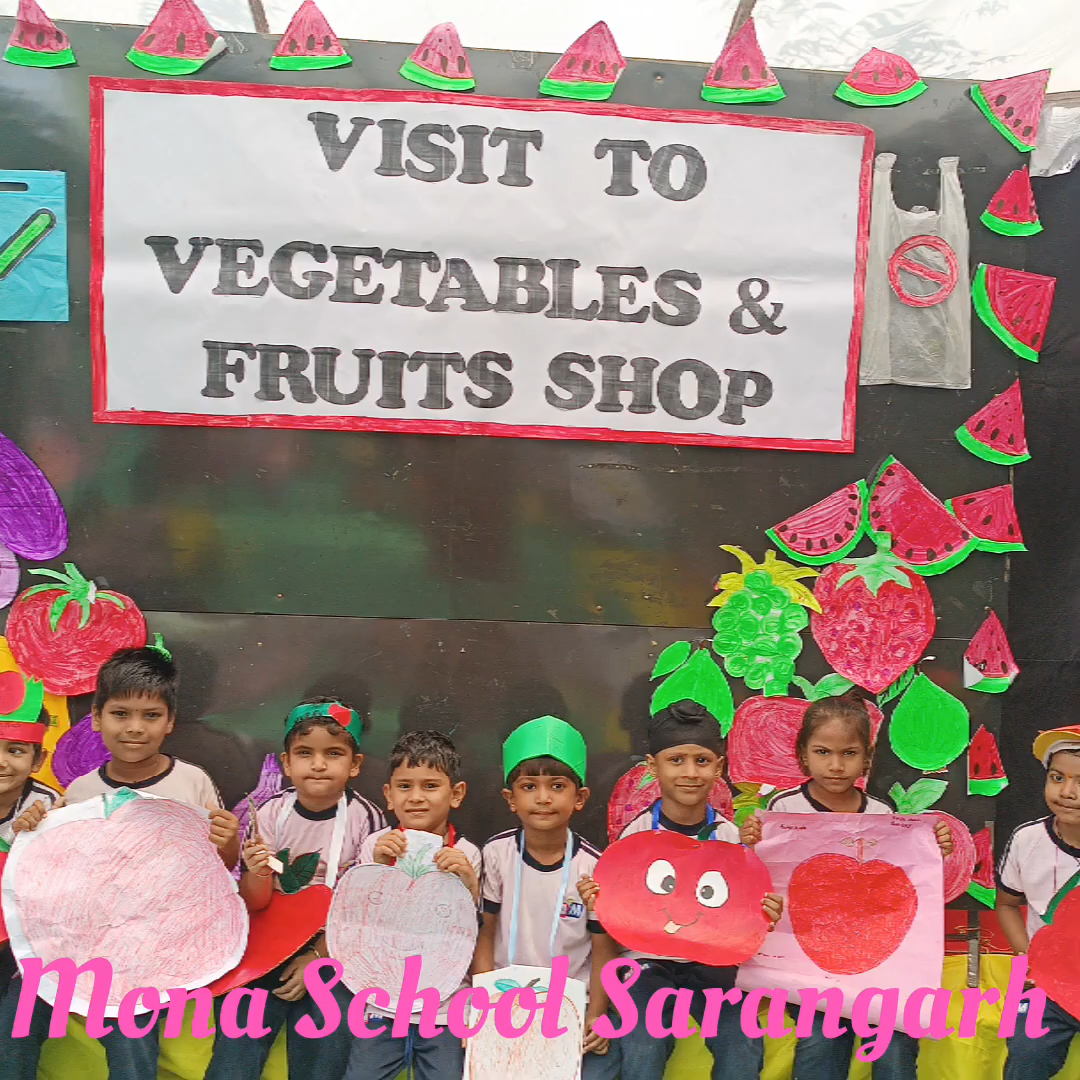 VISIT TO
VEGETABLES &
FRUITS SHOP
Mona School Sarangarh